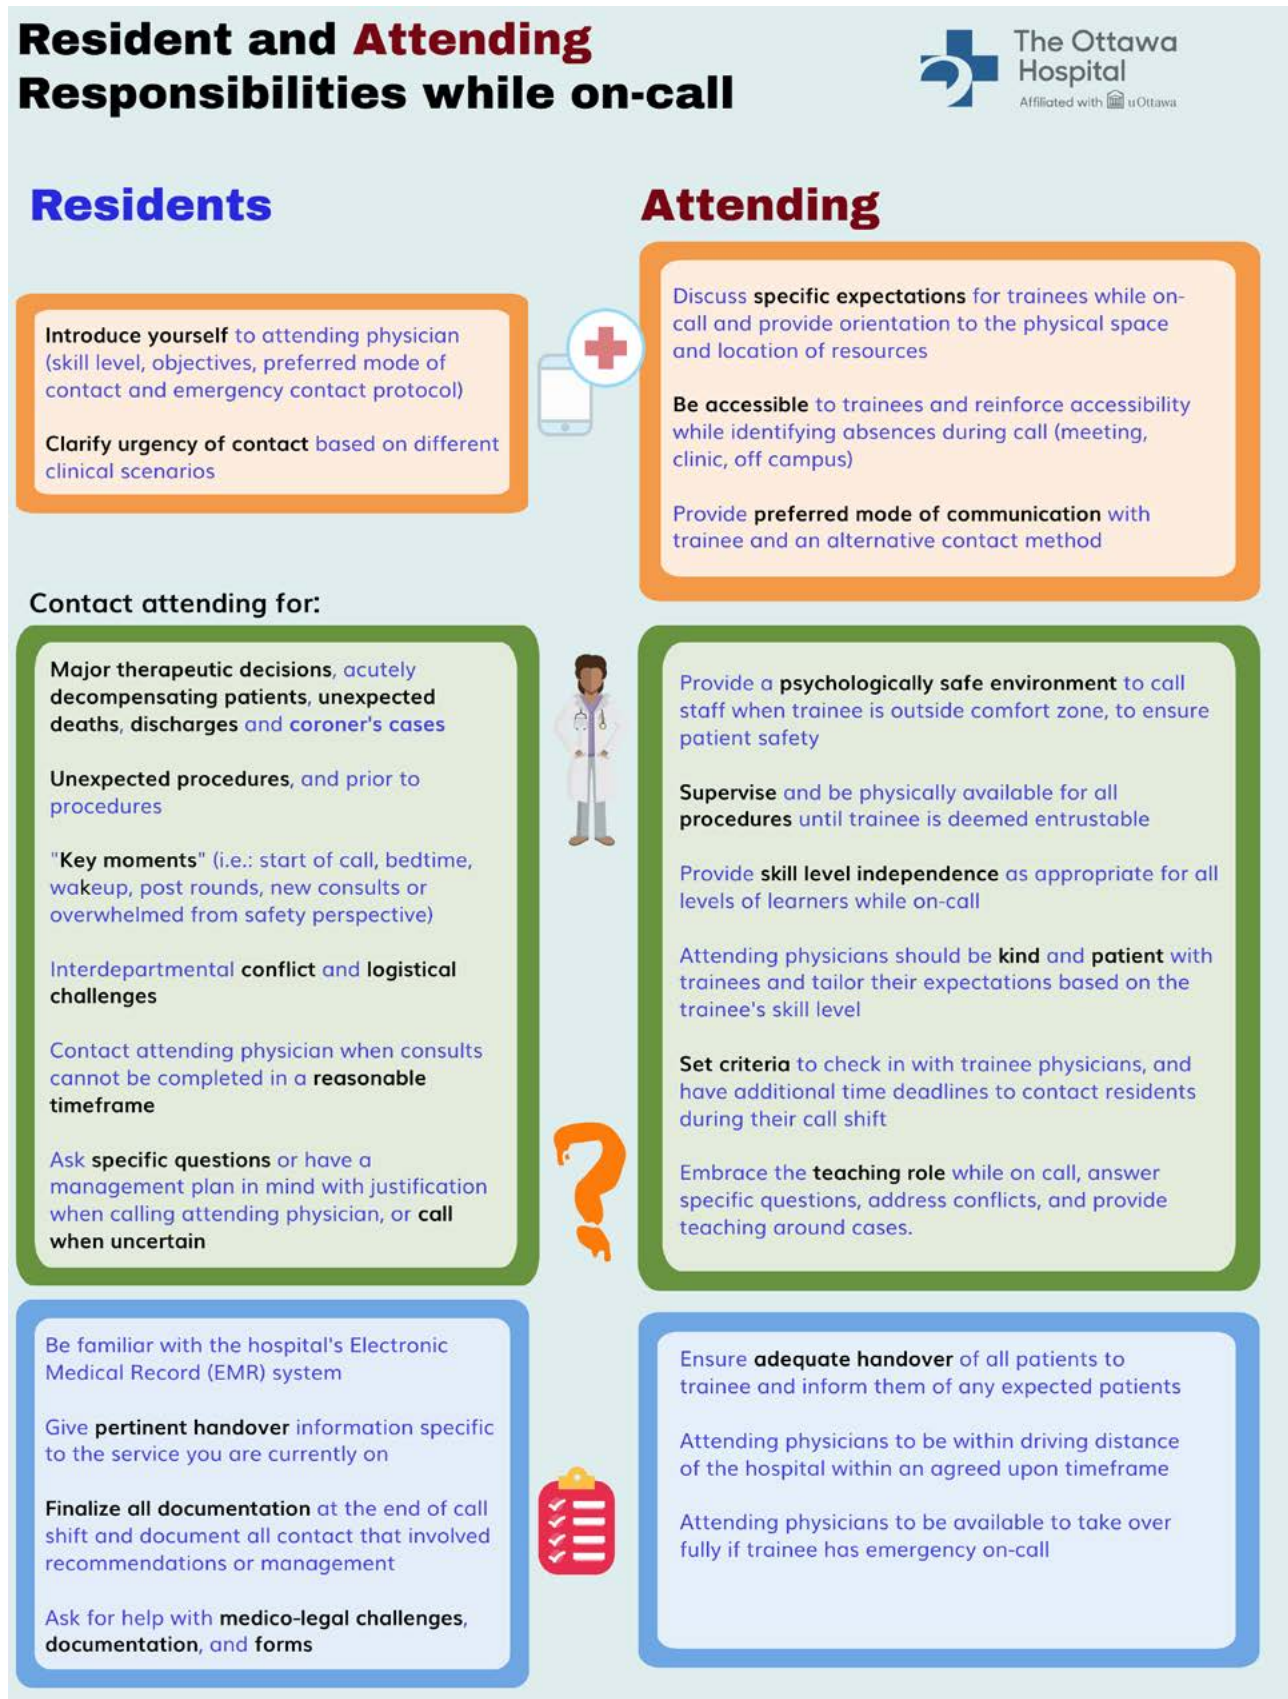 Resident and Attending
Responsibilities while on-call
The Ottawa
Hospital
Affiliated with uOttawa
Residents
Introduce yourself to attending physician
(skill level, objectives, preferred mode of
contact and emergency contact protocol)
Clarify urgency of contact based on different
clinical scenarios
Contact attending for:
Major therapeutic decisions, acutely
decompensating patients, unexpected
deaths, discharges and coroner's cases
Unexpected procedures, and prior to
procedures
"Key moments" (i.e.: start of call, bedtime,
wakeup, post rounds, new consults or
overwhelmed from safety perspective)
Interdepartmental conflict and logistical
challenges
Contact attending physician when consults
cannot be completed in a reasonable
timeframe
Ask specific questions or have a
management plan in mind with justification
when calling attending physician, or call
when uncertain
Be familiar with the hospital's Electronic
Medical Record (EMR) system
Give pertinent handover information specific
to the service you are currently on
Finalize all documentation at the end of call
shift and document all contact that involved
recommendations or management
Ask for help with medico-legal challenges,
documentation, and forms
Attending
Discuss specific expectations for trainees while on-
call and provide orientation to the physical space
and location of resources
Be accessible to trainees and reinforce accessibility
while identifying absences during call (meeting,
clinic, off campus)
Provide preferred mode of communication with
trainee and an alternative contact method
Provide a psychologically safe environment to call
staff when trainee is outside comfort zone, to ensure
patient safety
Supervise and be physically available for all
procedures until trainee is deemed entrustable
Provide skill level independence as appropriate for all
levels of learners while on-call
Attending physicians should be kind and patient with
trainees and tailor their expectations based on the
trainee's skill level
Set criteria to check in with trainee physicians, and
have additional time deadlines to contact residents
during their call shift
Embrace the teaching role while on call, answer
specific questions, address conflicts, and provide
teaching around cases.
Ensure adequate handover of all patients to
trainee and inform them of any expected patients
Attending physicians to be within driving distance
of the hospital within an agreed upon timeframe
Attending physicians to be available to take over
fully if trainee has emergency on-call